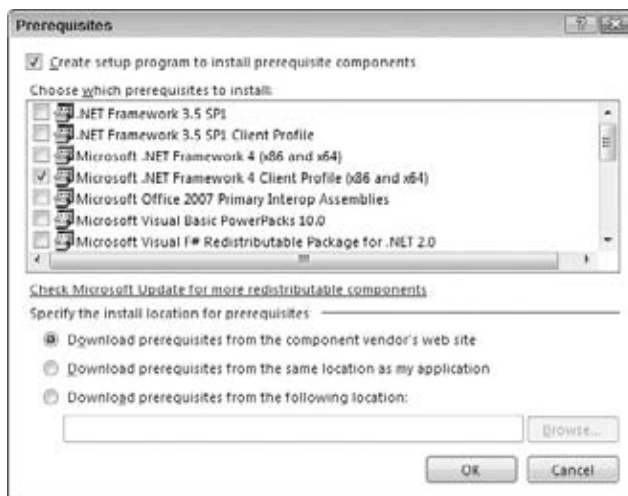 Prerequisites
Create setup program to install prerequisite components
Choose which prerequisites to install:
.NET Framework 3.5 SP1
.NET Framework 3.5 SP1 Client Profile
Microsoft .NET Framework 4 (x86 and x64)
Microsoft .NET Framework 4 Client Profile (x86 and x64)
Microsoft Office 2007 Primary Interop Assemblies
Microsoft Visual Basic PowerPacks 10.0
Microsoft Visual F# Redistributable Package for .NET 2.0
Check Microsoft Update for more redistributable components
Specify the install location for prerequisites
Download prerequisites from the component vendor's web site
Download prerequisites from the same location as my application
Download prerequisites from the following location:
Browse...
OK Cancel